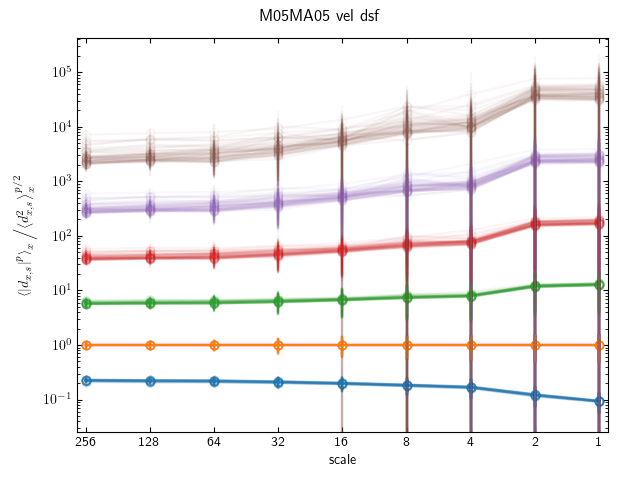 M05MA05 vel dsf
⟨|d_{x,s}|^p⟩_x / ⟨d_{x,s}^2⟩_x^{p/2}
10^5
10^4
10^3
10^2
10^1
10^0
10^{-1}
256 128 64 32 16 8 4 2 1
scale